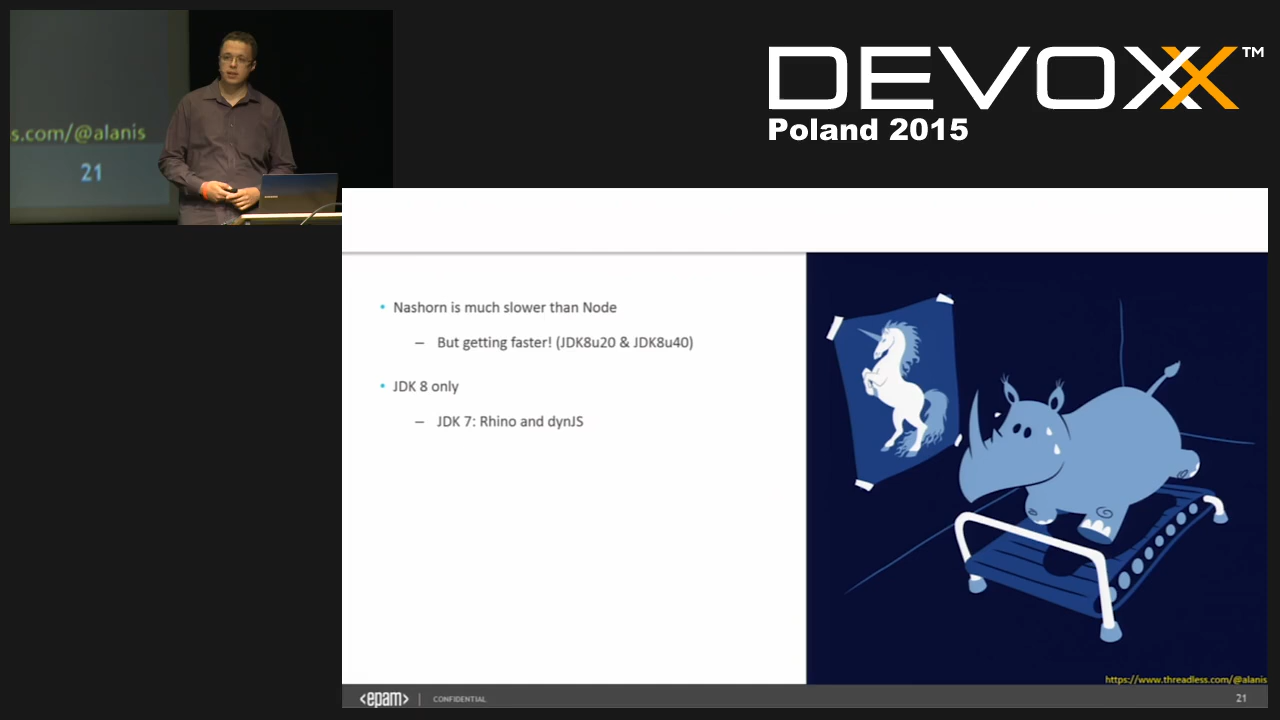 s.com/@alanis
21
DEVOXX™
Poland 2015
• Nashorn is much slower than Node
– But getting faster! (JDK8u20 & JDK8u40)
• JDK 8 only
– JDK 7: Rhino and dynJS
https://www.threadless.com/@alanis
<epam> | CONFIDENTIAL
21